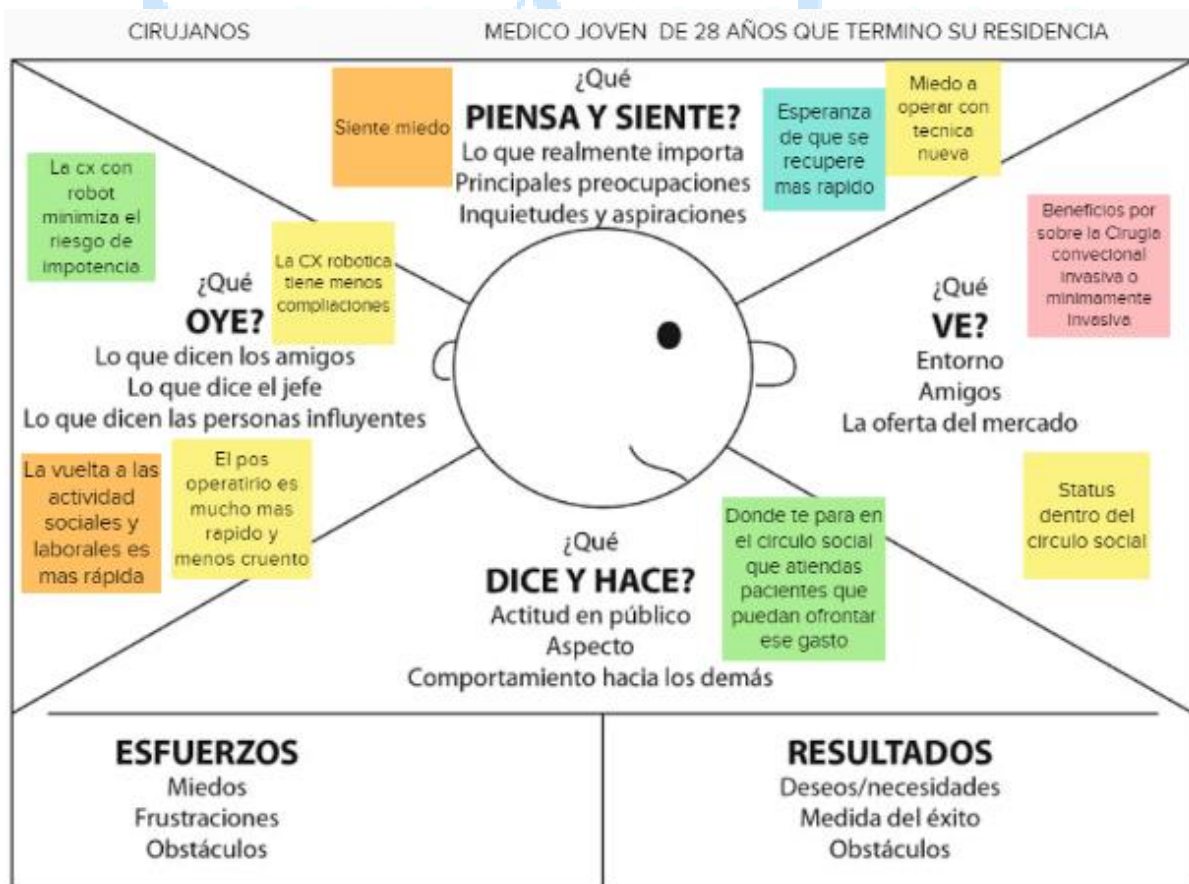 CIRUJANOS
MEDICO JOVEN DE 28 AÑOS QUE TERMINO SU RESIDENCIA
¿Qué
PIENSA Y SIENTE?
Lo que realmente importa
Principales preocupaciones
Inquietudes y aspiraciones
Siente miedo
Esperanza
de que se
recupere
mas rapido
Miedo a
operar con
tecnica
nueva
La cx con
robot
minimiza el
riesgo de
impotencia
La CX robotica
tiene menos
compliaciones
¿Qué
OYE?
Lo que dicen los amigos
Lo que dice el jefe
Lo que dicen las personas influyentes
La vuelta a las
actividad
sociales y
laborales es
mas rápida
El pos
operatirio es
mucho mas
rapido y
menos cruento
Beneficios por
sobre la Cirugia
convecional
invasiva o
minimamente
invasiva
¿Qué
VE?
Entorno
Amigos
La oferta del mercado
Status
dentro del
circulo social
¿Qué
DICE Y HACE?
Actitud en público
Aspecto
Comportamiento hacia los demás
Donde te para en
el circulo social
que atiendas
pacientes que
puedan ofrontar
ese gasto
ESFUERZOS
Miedos
Frustraciones
Obstáculos
RESULTADOS
Deseos/necesidades
Medida del éxito
Obstáculos